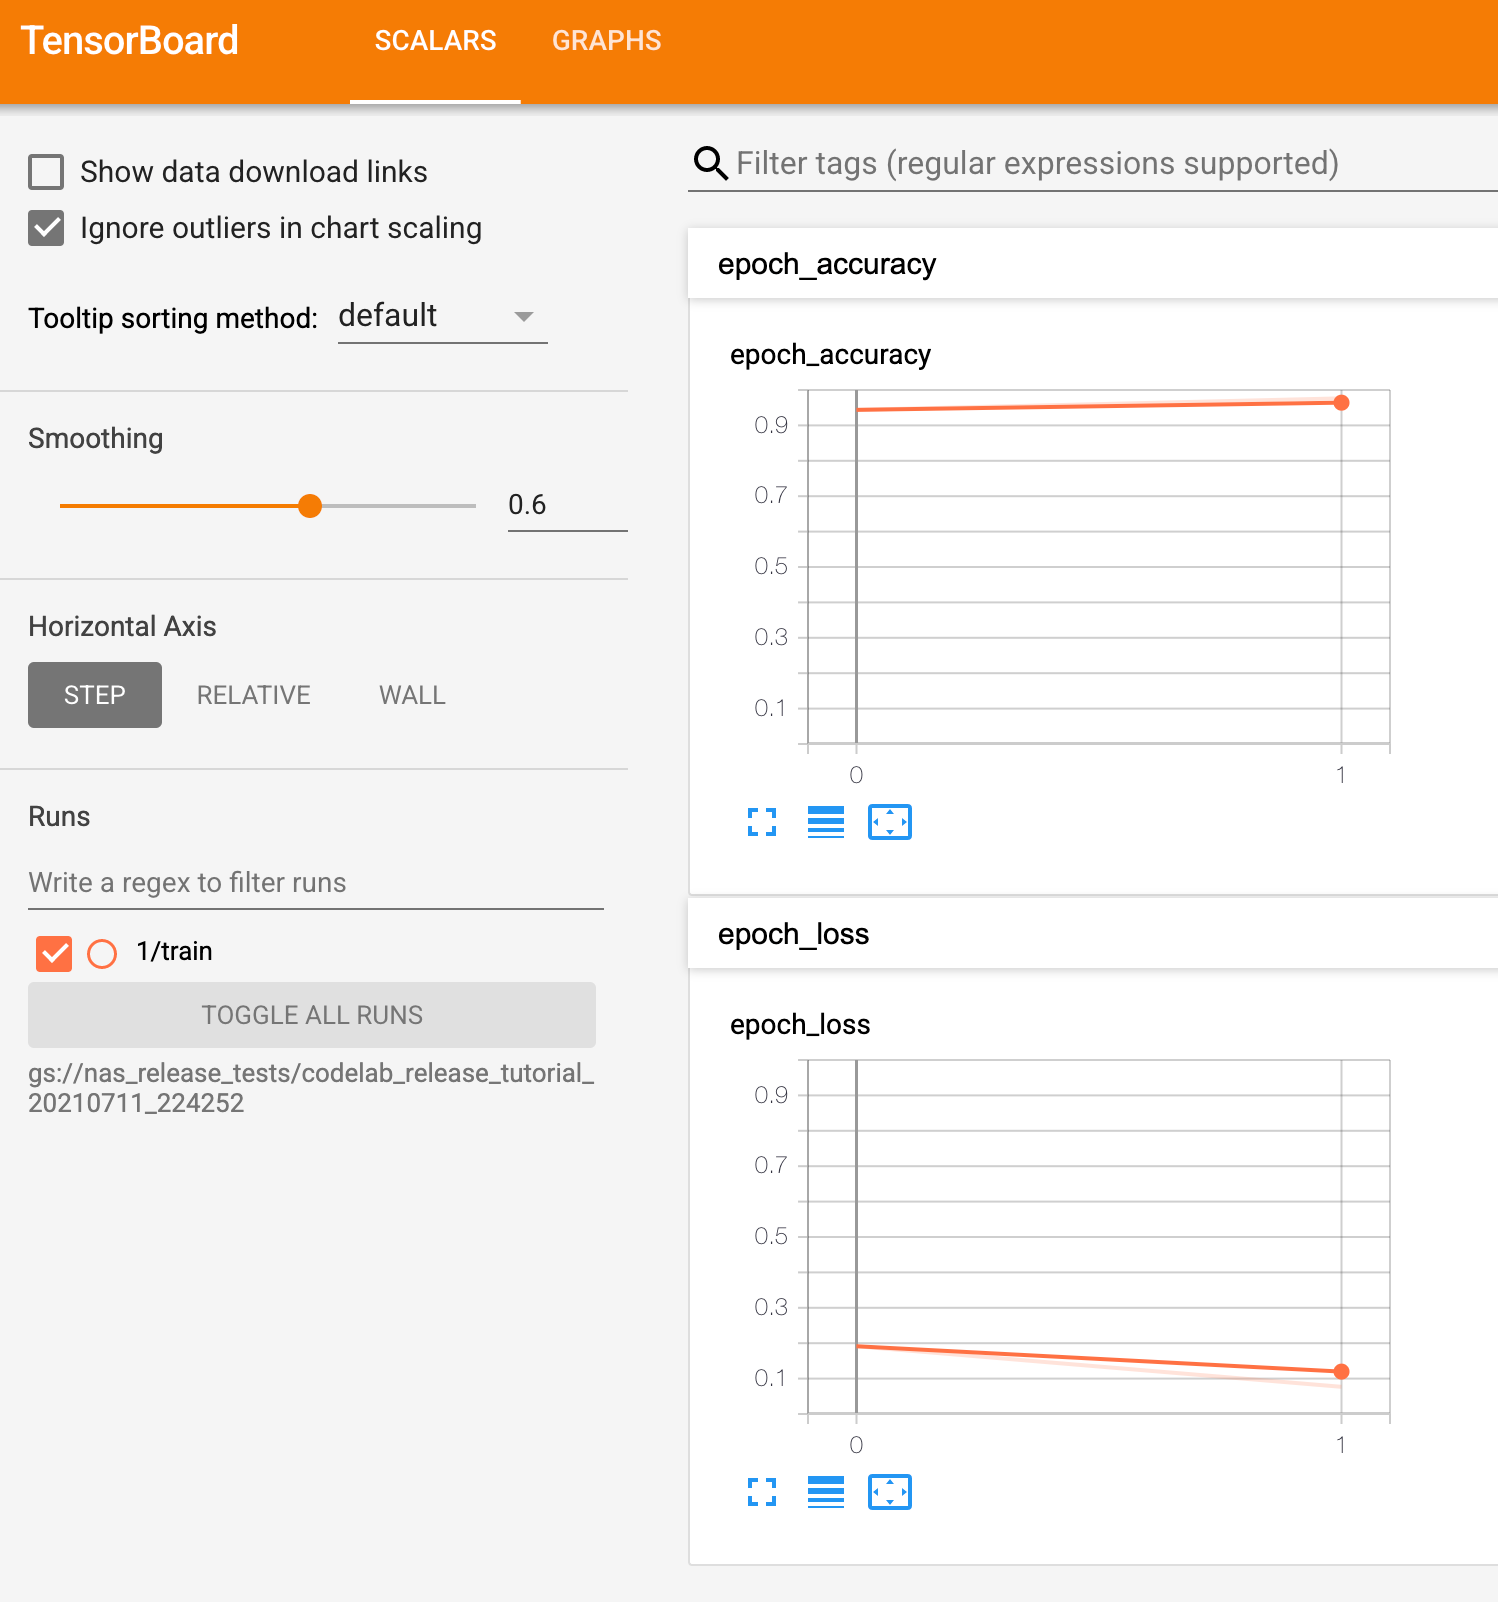 TensorBoard SCALARS GRAPHS
Show data download links
Ignore outliers in chart scaling
Tooltip sorting method: default
Smoothing
0.6
Horizontal Axis
STEP RELATIVE WALL
Runs
Write a regex to filter runs
1/train
TOGGLE ALL RUNS
gs://nas_release_tests/codelab_release_tutorial_
20210711_224252
Filter tags (regular expressions supported)
epoch_accuracy
epoch_accuracy
0.9
0.7
0.5
0.3
0.1
0 1
epoch_loss
epoch_loss
0.9
0.7
0.5
0.3
0.1
0 1